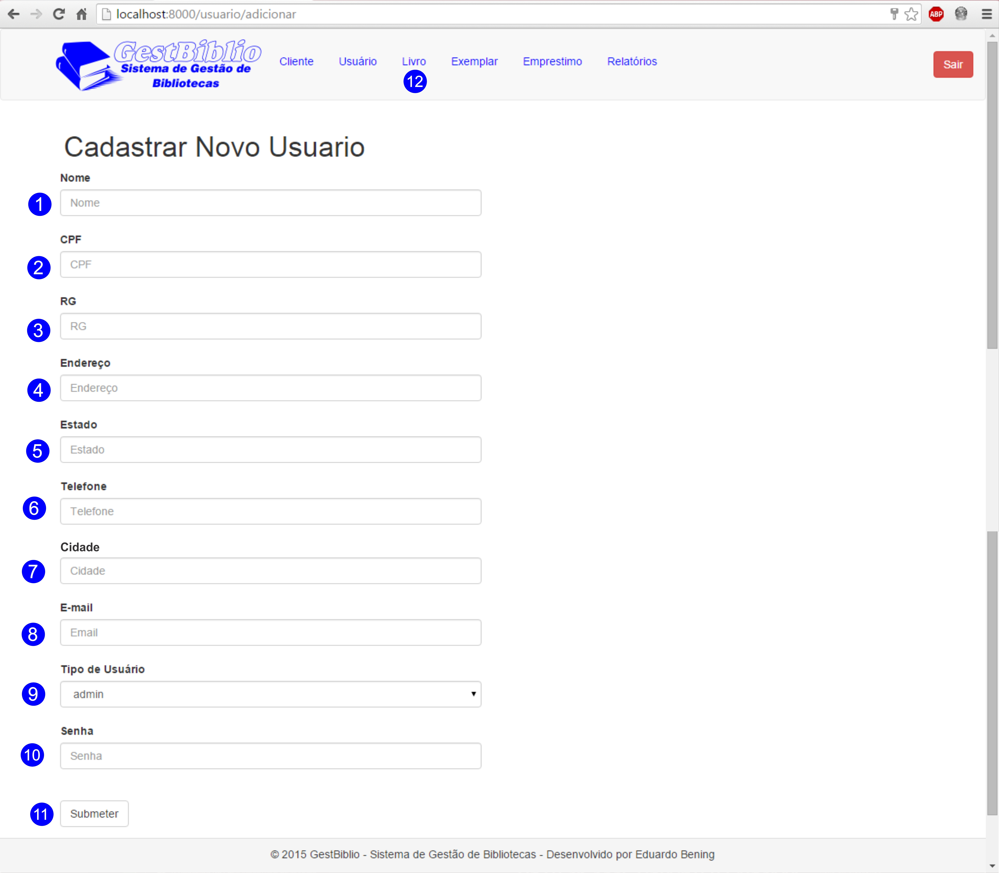 localhost:8000/usuario/adicionar
ABP
GestBiblio
Sistema de Gestão de
Bibliotecas
Cliente Usuário Livro Exemplar Emprestimo Relatórios
Sair
12
Cadastrar Novo Usuario
Nome
1 Nome
CPF
2 CPF
RG
3 RG
Endereço
4 Endereço
Estado
5 Estado
Telefone
6 Telefone
Cidade
7 Cidade
E-mail
8 Email
Tipo de Usuário
9 admin
Senha
10 Senha
11 Submeter
© 2015 GestBiblio - Sistema de Gestão de Bibliotecas - Desenvolvido por Eduardo Bening